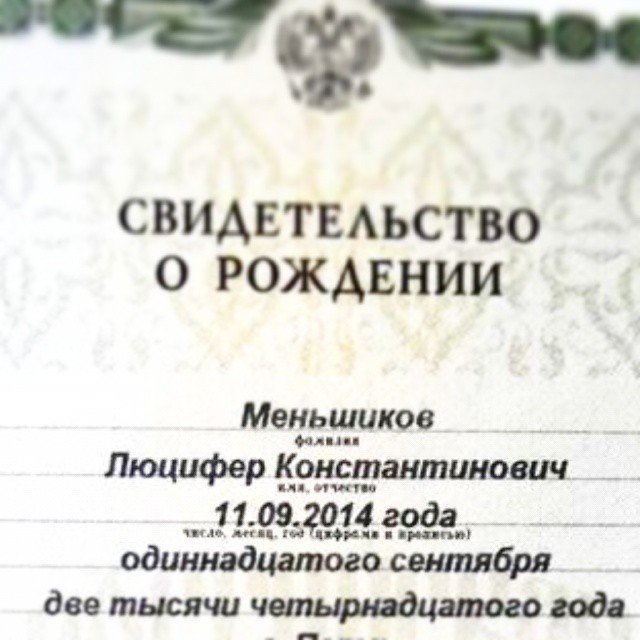 СВИДЕТЕЛЬСТВО
О РОЖДЕНИИ
Меньшиков
фамилия
Люцифер Константинович
имя, отчество
11.09.2014 года
число, месяц, год (цифрами и прописью)
одиннадцатого сентября
две тысячи четырнадцатого года